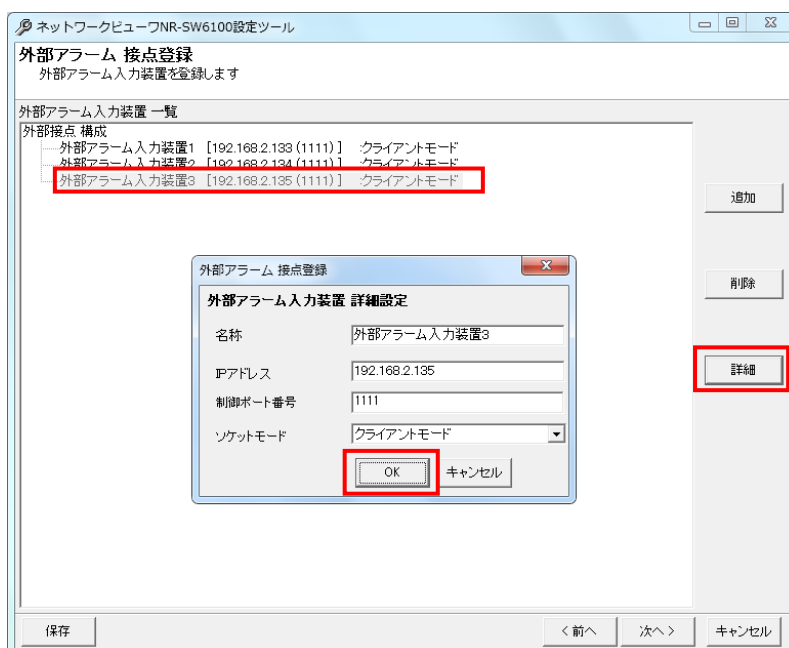 ネットワークビューワNR-SW6100設定ツール
外部アラーム 接点登録
外部アラーム入力装置を登録します
外部アラーム入力装置 一覧
外部接点 構成
外部アラーム入力装置1 [192.168.2.133 (1111)] :クライアントモード
外部アラーム入力装置2 [192.168.2.134 (1111)] :クライアントモード
外部アラーム入力装置3 [192.168.2.135 (1111)] :クライアントモード
追加
削除
詳細
外部アラーム 接点登録
外部アラーム入力装置 詳細設定
名称 外部アラーム入力装置3
IPアドレス 192.168.2.135
制御ポート番号 1111
ソケットモード クライアントモード
OK キャンセル
保存 <前へ 次へ> キャンセル